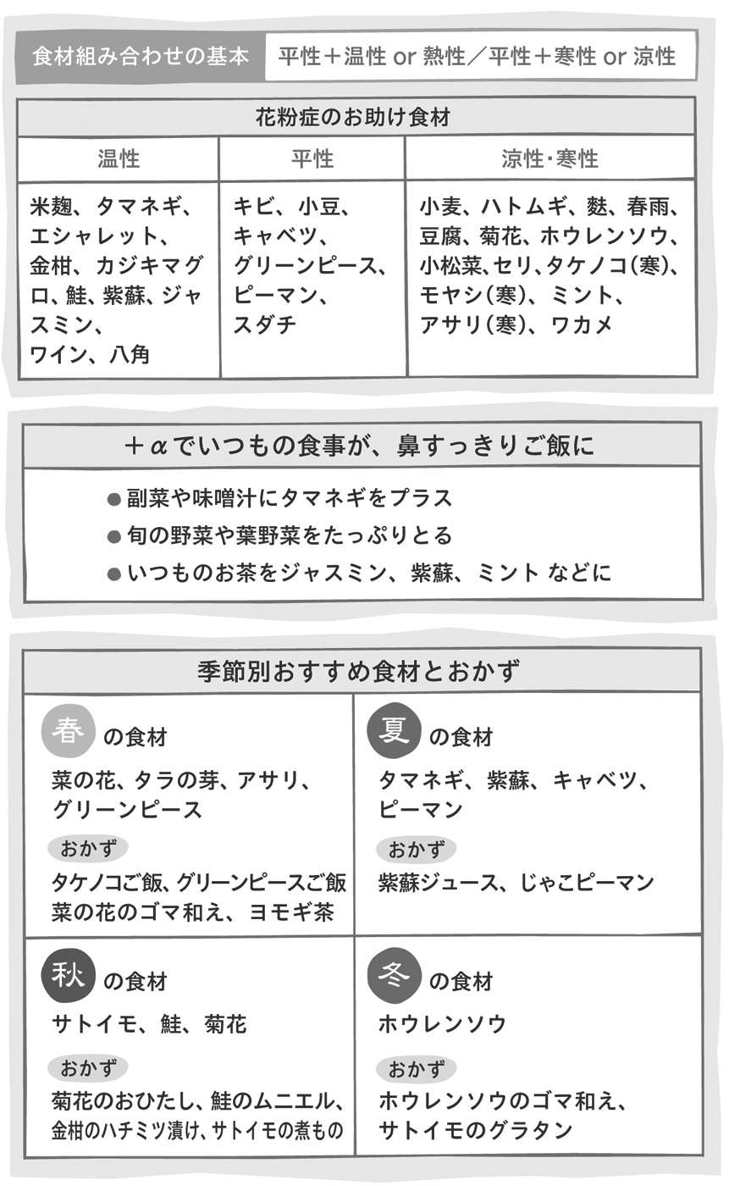 食材組み合わせの基本 平性＋温性 or 熱性／平性＋寒性 or 涼性
花粉症のお助け食材
温性
米麹、タマネギ、
エシャレット、
金柑、カジキマグ
ロ、鮭、紫蘇、ジャ
スミン、
ワイン、八角
平性
キビ、小豆、
キャベツ、
グリーンピース、
ピーマン、
スダチ
涼性・寒性
小麦、ハトムギ、麩、春雨、
豆腐、菊花、ホウレンソウ、
小松菜、セリ、タケノコ（寒）、
モヤシ（寒）、ミント、
アサリ（寒）、ワカメ
＋αでいつもの食事が、鼻すっきりご飯に
●副菜や味噌汁にタマネギをプラス
●旬の野菜や葉野菜をたっぷりとる
●いつものお茶をジャスミン、紫蘇、ミント などに
季節別おすすめ食材とおかず
春の食材
菜の花、タラの芽、アサリ、
グリーンピース
おかず
タケノコご飯、グリーンピースご飯
菜の花のゴマ和え、ヨモギ茶
夏の食材
タマネギ、紫蘇、キャベツ、
ピーマン
おかず
紫蘇ジュース、じゃこピーマン
秋の食材
サトイモ、鮭、菊花
おかず
菊花のおひたし、鮭のムニエル、
金柑のハチミツ漬け、サトイモの煮もの
冬の食材
ホウレンソウ
おかず
ホウレンソウのゴマ和え、
サトイモのグラタン